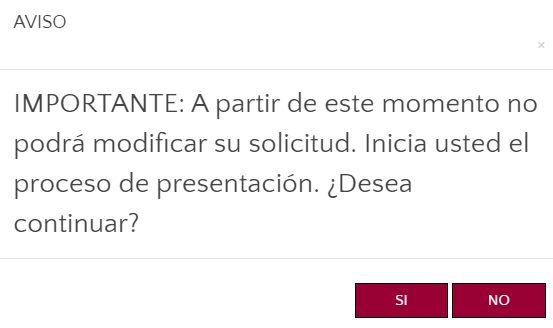 AVISO
×
IMPORTANTE: A partir de este momento no
podrá modificar su solicitud. Inicia usted el
proceso de presentación. ¿Desea
continuar?
SI NO